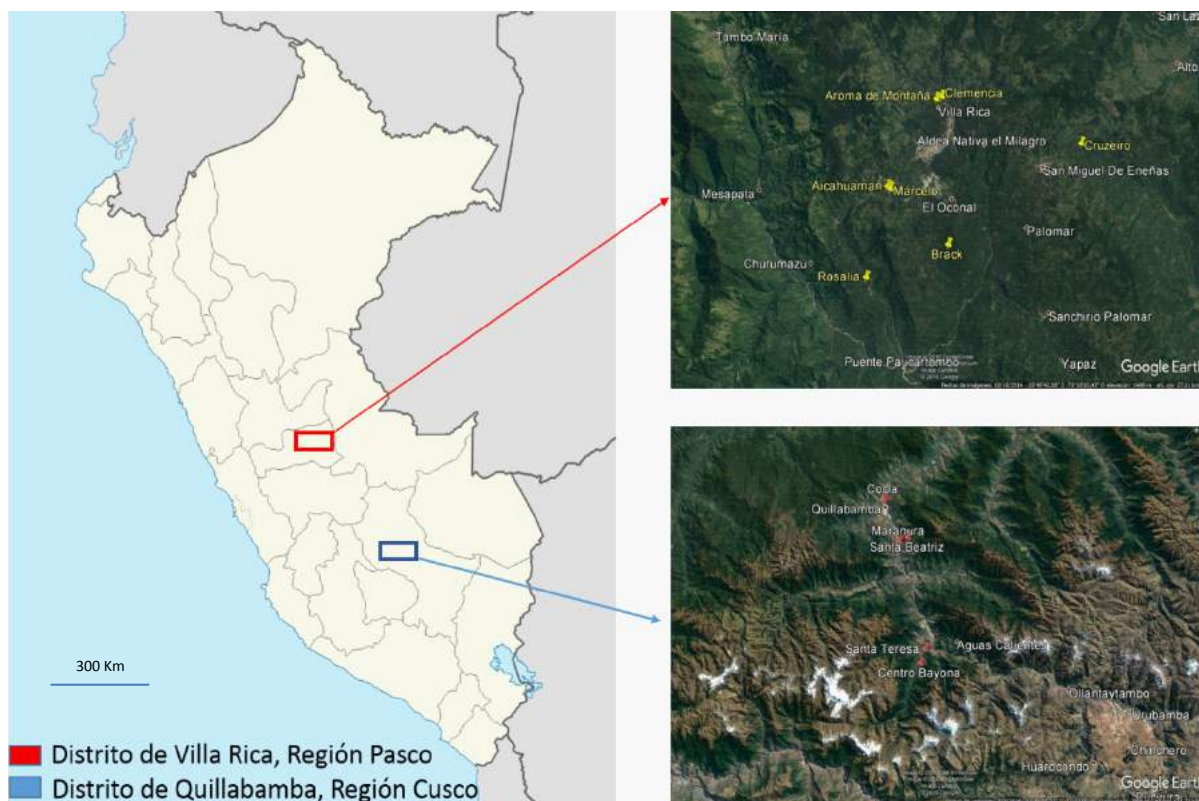 300 Km
Distrito de Villa Rica, Región Pasco
Distrito de Quillabamba, Región Cusco
San
Tambo María
Alto
Aroma de Montaña
Clemencia
Villa Rica
Aldea Nativa el Milagro
Cruzeiro
San Miguel De Eneñas
Aicahuaman
Marcelo
Mesapata
El Oconal
Palomar
Brack
Churumazú
Rosalia
Sanchirio Palomar
Puente Paucartambo
Yapaz
Google Earth
Cocla
Quillabamba
Maranura
Santa Beatriz
Santa Teresa
Aguas Calientes
Centro Bayona
Ollantaytambo
Urubamba
Chinchero
Huarocondo
Google Earth